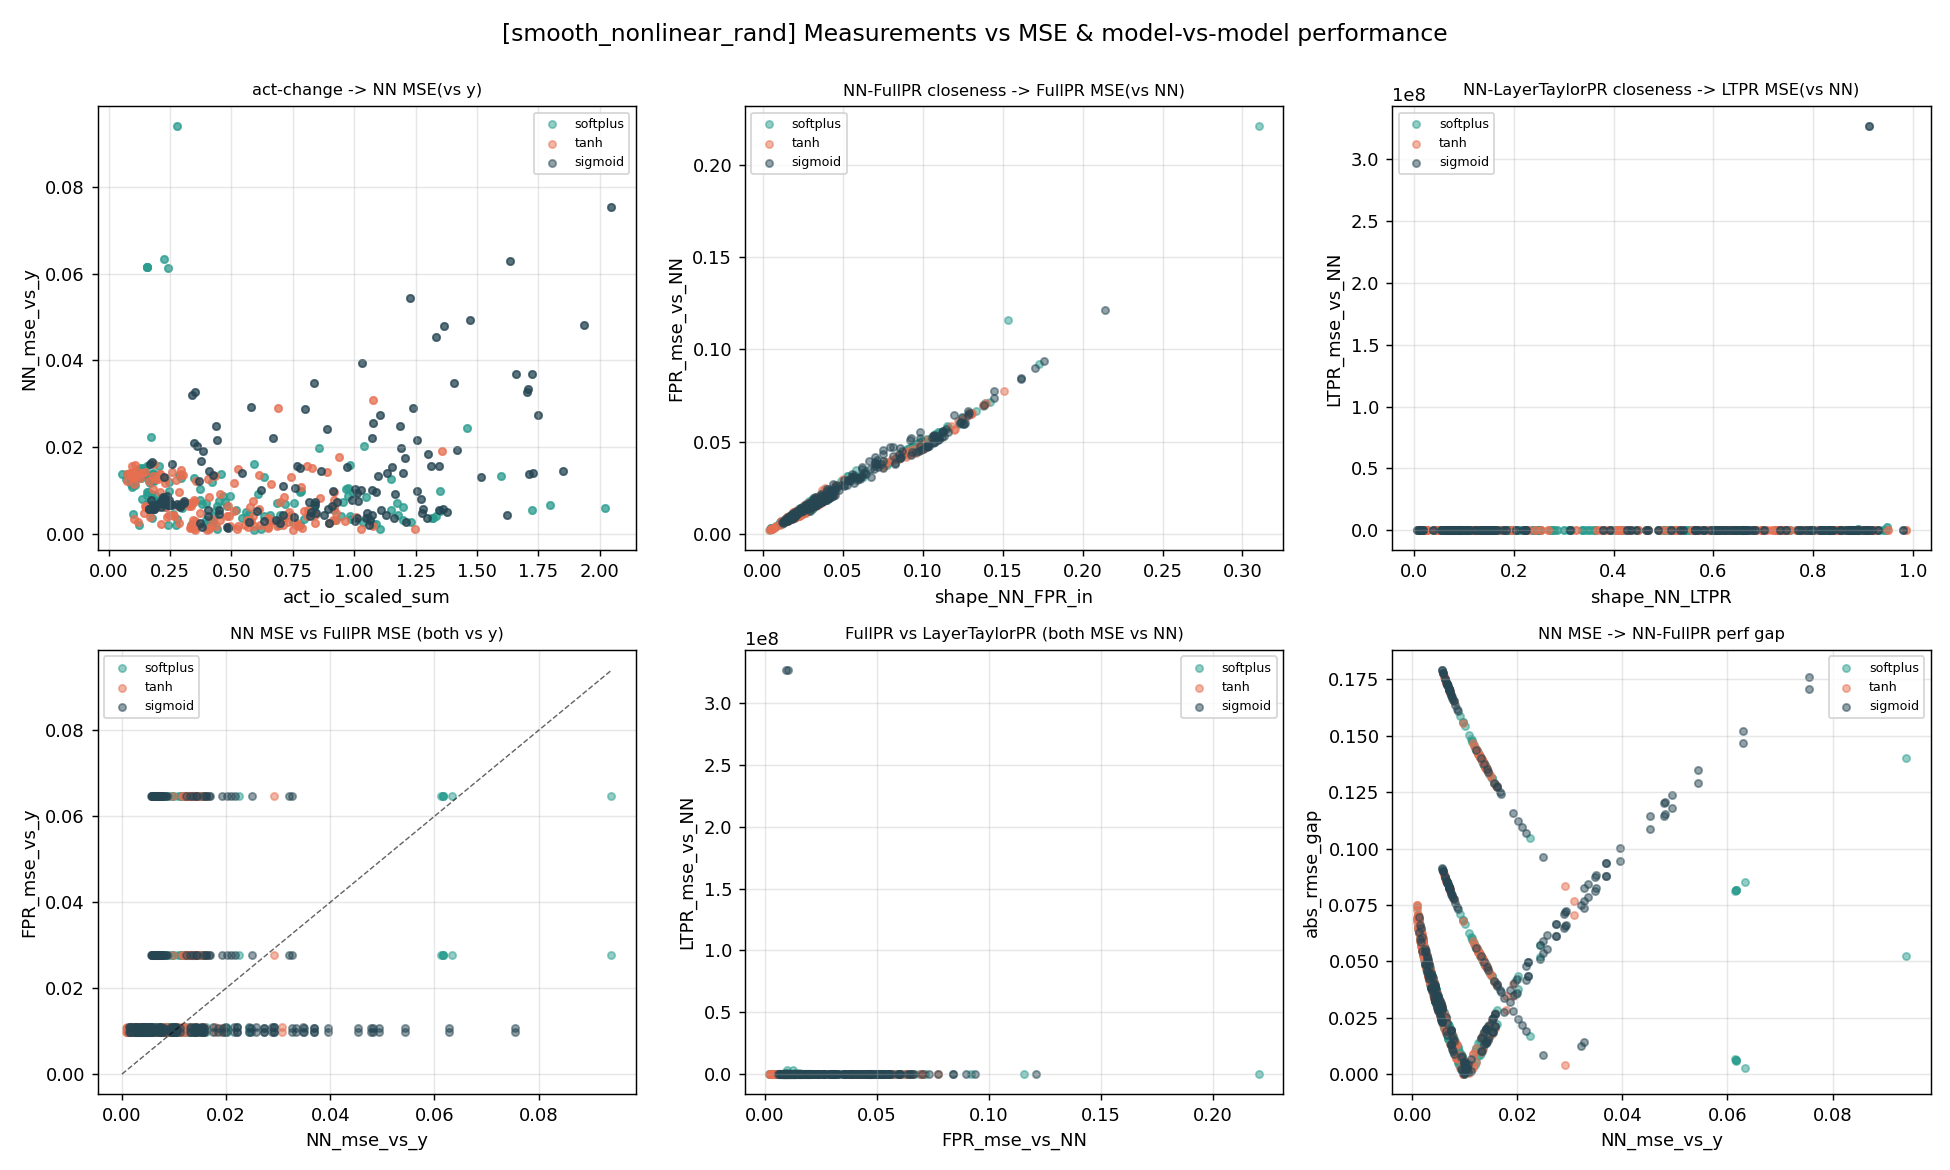 [smooth_nonlinear_rand] Measurements vs MSE & model-vs-model performance
act-change -> NN MSE(vs y)
softplus
tanh
sigmoid
NN_mse_vs_y
0.08
0.06
0.04
0.02
0.00
0.00 0.25 0.50 0.75 1.00 1.25 1.50 1.75 2.00
act_io_scaled_sum
NN-FullPR closeness -> FullPR MSE(vs NN)
softplus
tanh
sigmoid
FPR_mse_vs_NN
0.20
0.15
0.10
0.05
0.00
0.00 0.05 0.10 0.15 0.20 0.25 0.30
shape_NN_FPR_in
NN-LayerTaylorPR closeness -> LTPR MSE(vs NN)
1e8
softplus
tanh
sigmoid
LTPR_mse_vs_NN
3.0
2.5
2.0
1.5
1.0
0.5
0.0
0.0 0.2 0.4 0.6 0.8 1.0
shape_NN_LTPR
NN MSE vs FullPR MSE (both vs y)
softplus
tanh
sigmoid
FPR_mse_vs_y
0.08
0.06
0.04
0.02
0.00
0.00 0.02 0.04 0.06 0.08
NN_mse_vs_y
FullPR vs LayerTaylorPR (both MSE vs NN)
1e8
softplus
tanh
sigmoid
LTPR_mse_vs_NN
3.0
2.5
2.0
1.5
1.0
0.5
0.0
0.00 0.05 0.10 0.15 0.20
FPR_mse_vs_NN
NN MSE -> NN-FullPR perf gap
softplus
tanh
sigmoid
abs_rmse_gap
0.175
0.150
0.125
0.100
0.075
0.050
0.025
0.000
0.00 0.02 0.04 0.06 0.08
NN_mse_vs_y